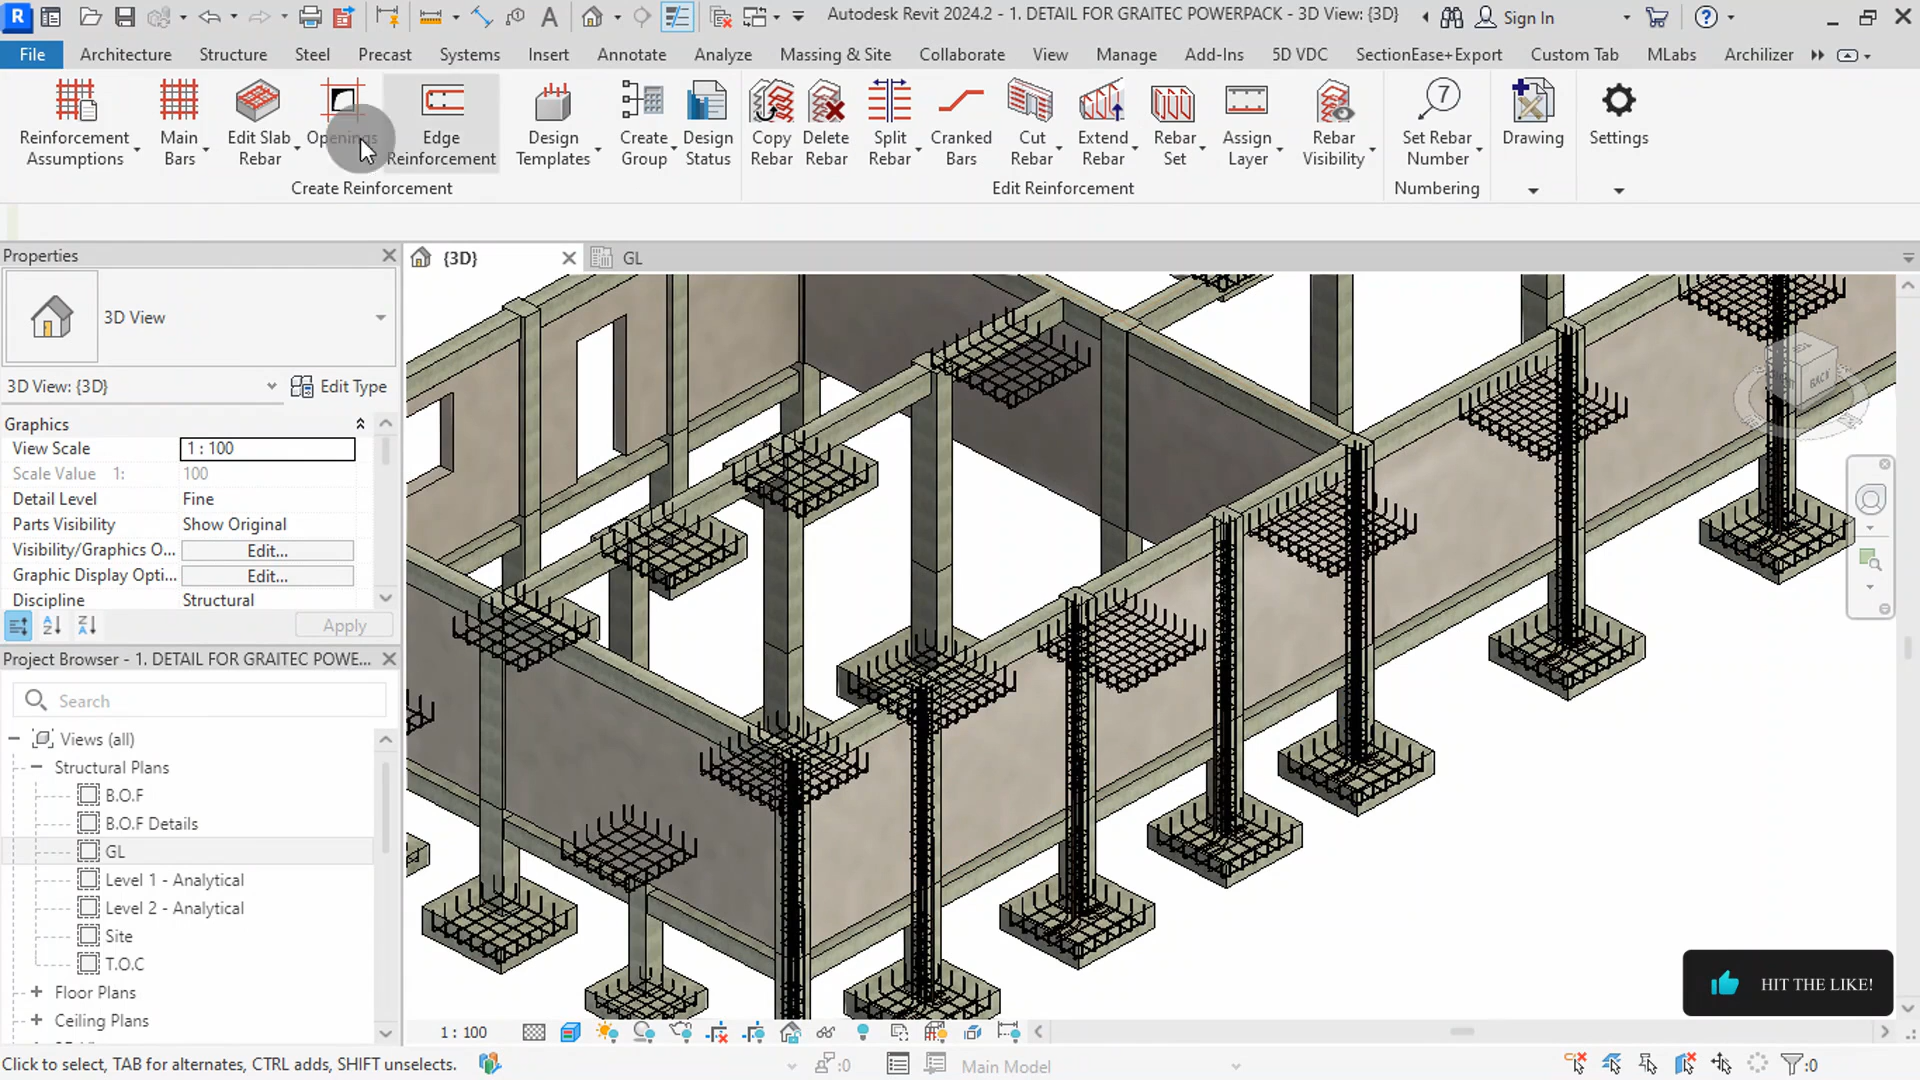 Autodesk Revit 2024.2 - 1. DETAIL FOR GRAITEC POWERPACK - 3D View: {3D}
Sign In
File Architecture Structure Steel Precast Systems Insert Annotate Analyze Massing & Site Collaborate View Manage Add-Ins 5D VDC SectionEase+Export Custom Tab MLabs Archilizer
Reinforcement Assumptions
Main Bars
Edit Slab Rebar
Openings
Edge Reinforcement
Design Templates
Create Group
Design Status
Copy Rebar
Delete Rebar
Split Rebar
Cranked Bars
Cut Rebar
Extend Rebar
Rebar Set
Assign Layer
Rebar Visibility
7
Set Rebar Number
Drawing
Settings
Create Reinforcement
Edit Reinforcement
Numbering
Properties
{3D}
GL
3D View
3D View: {3D}
Edit Type
Graphics
View Scale 1 : 100
Scale Value 1: 100
Detail Level Fine
Parts Visibility Show Original
Visibility/Graphics O... Edit...
Graphic Display Opti... Edit...
Discipline Structural
Apply
BACK
Project Browser - 1. DETAIL FOR GRAITEC POWE...
Search
Views (all)
Structural Plans
B.O.F
B.O.F Details
GL
Level 1 - Analytical
Level 2 - Analytical
Site
T.O.C
Floor Plans
Ceiling Plans
HIT THE LIKE!
1 : 100
Click to select, TAB for alternates, CTRL adds, SHIFT unselects.
:0
Main Model
:0